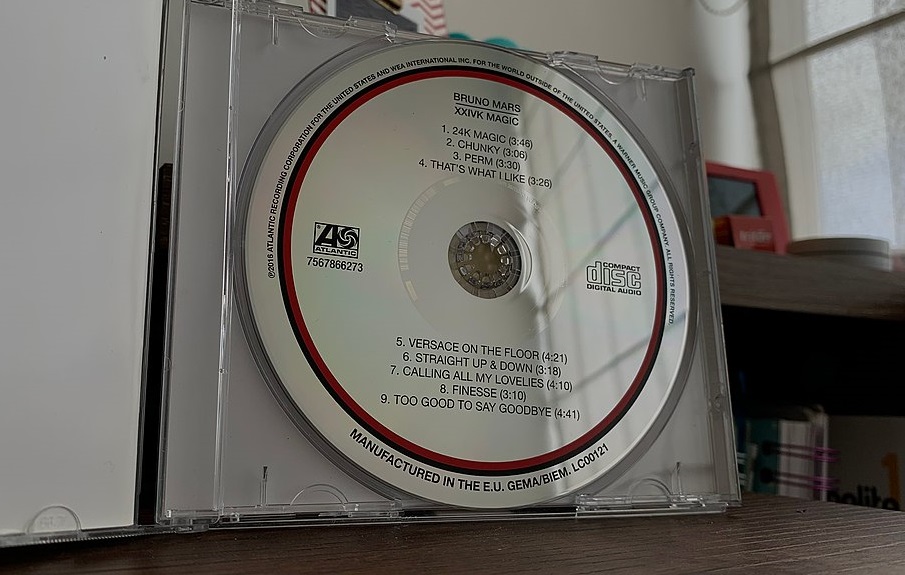 ℗2016 ATLANTIC RECORDING CORPORATION FOR THE UNITED STATES AND WEA INTERNATIONAL INC. FOR THE WORLD OUTSIDE OF THE UNITED STATES. A WARNER MUSIC GROUP COMPANY. ALL RIGHTS RESERVED.
BRUNO MARS
XXIVK MAGIC
1. 24K MAGIC (3:46)
2. CHUNKY (3:06)
3. PERM (3:30)
4. THAT'S WHAT I LIKE (3:26)
ATLANTIC
7567866273
COMPACT
disc
DIGITAL AUDIO
5. VERSACE ON THE FLOOR (4:21)
6. STRAIGHT UP & DOWN (3:18)
7. CALLING ALL MY LOVELIES (4:10)
8. FINESSE (3:10)
9. TOO GOOD TO SAY GOODBYE (4:41)
MANUFACTURED IN THE E.U. GEMA/BIEM. LC00121